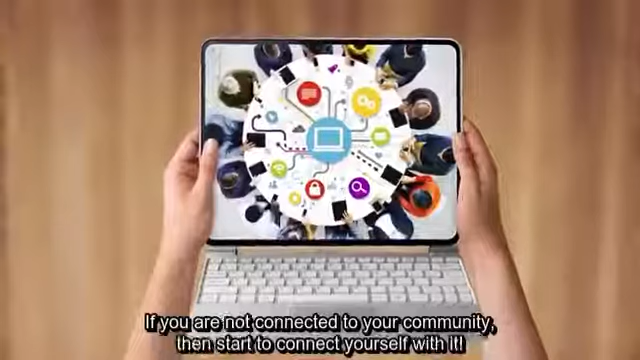 If you are not connected to your community,
then start to connect yourself with it!